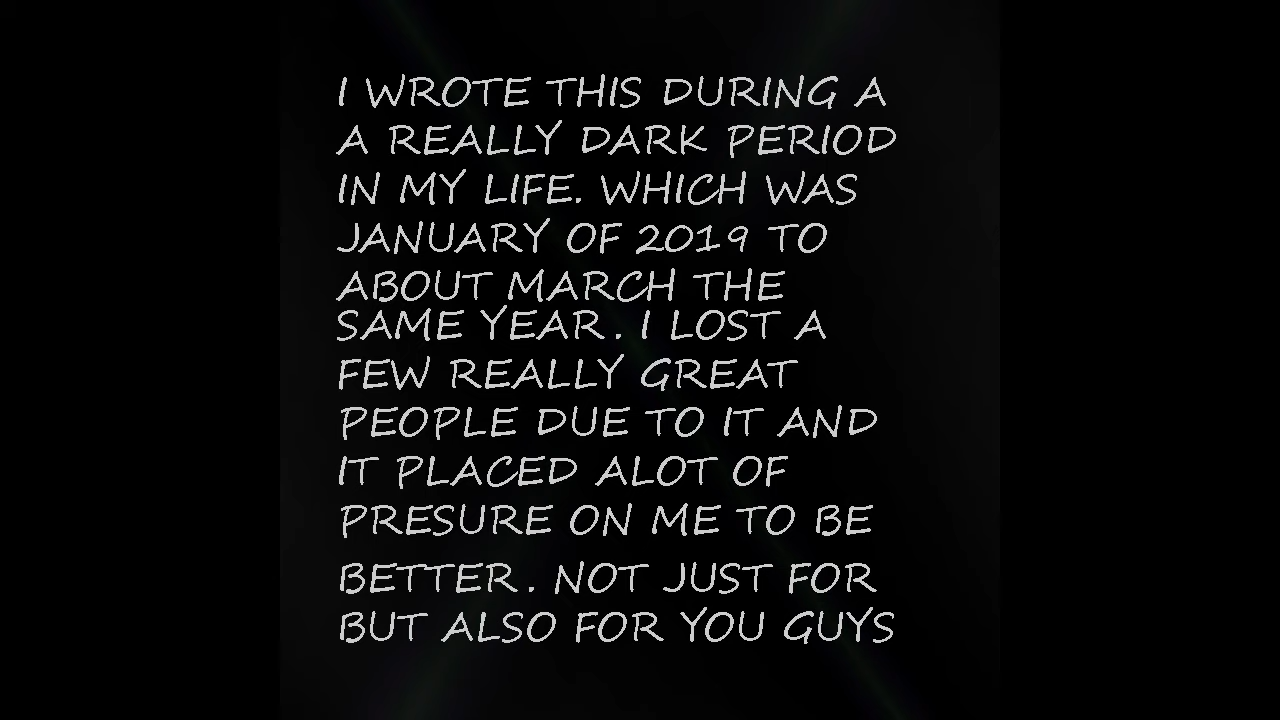 I WROTE THIS DURING A
A REALLY DARK PERIOD
IN MY LIFE. WHICH WAS
JANUARY OF 2019 TO
ABOUT MARCH THE
SAME YEAR. I LOST A
FEW REALLY GREAT
PEOPLE DUE TO IT AND
IT PLACED ALOT OF
PRESURE ON ME TO BE
BETTER. NOT JUST FOR
BUT ALSO FOR YOU GUYS